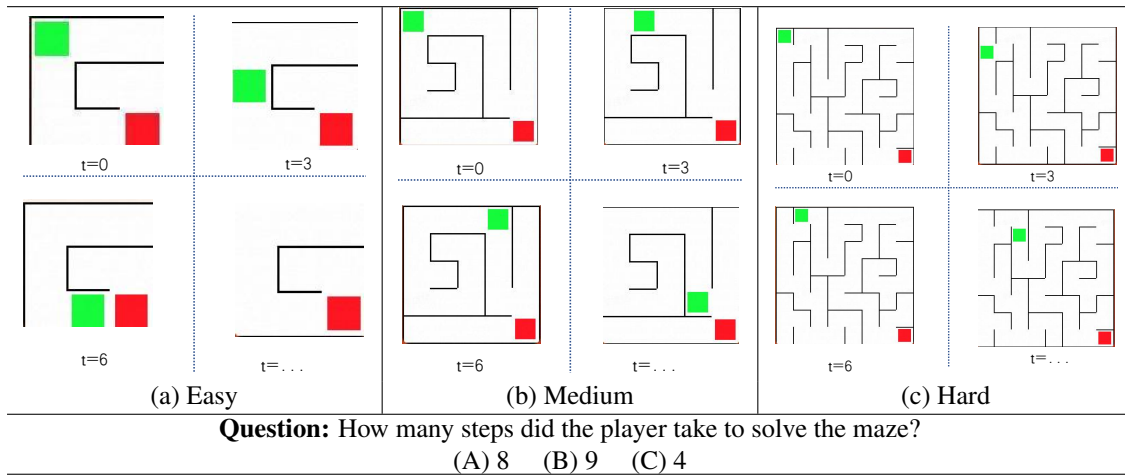 t=0
t=3
t=6
t=...
(a) Easy
t=0
t=3
t=6
t=...
(b) Medium
t=0
t=3
t=6
t=...
(c) Hard
Question: How many steps did the player take to solve the maze?
(A) 8 (B) 9 (C) 4